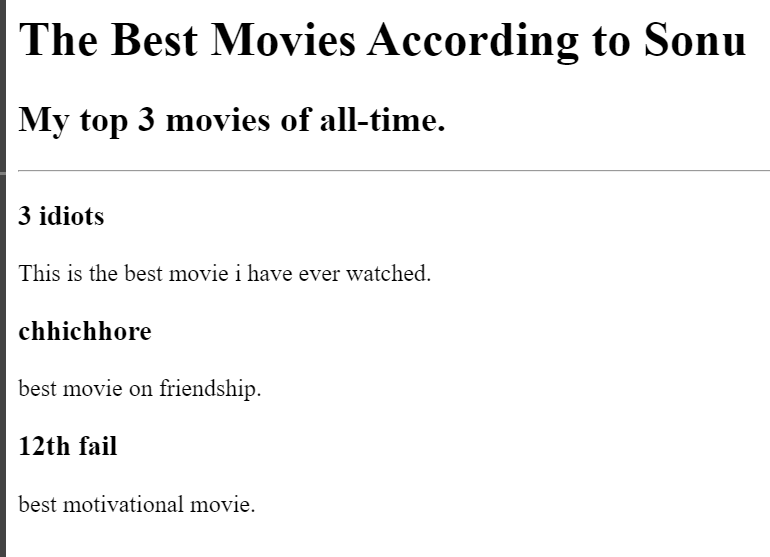 The Best Movies According to Sonu
My top 3 movies of all-time.
3 idiots
This is the best movie i have ever watched.
chhichhore
best movie on friendship.
12th fail
best motivational movie.